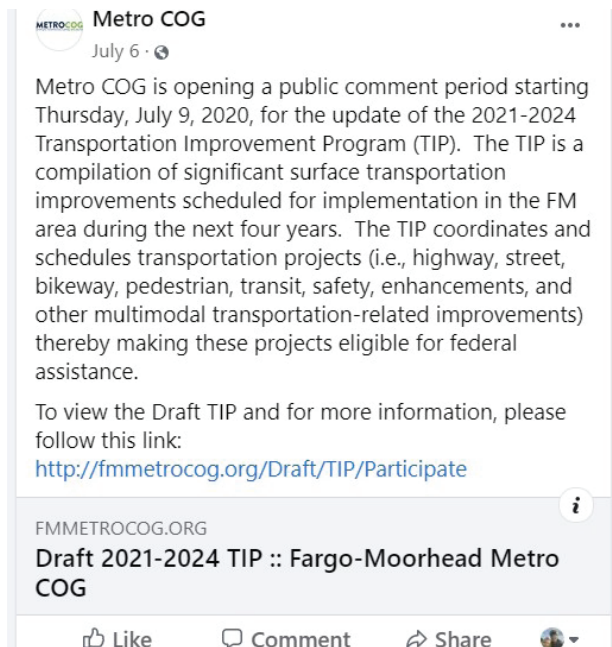 METROCOG
Metro COG
July 6 ·
Metro COG is opening a public comment period starting
Thursday, July 9, 2020, for the update of the 2021-2024
Transportation Improvement Program (TIP).  The TIP is a
compilation of significant surface transportation
improvements scheduled for implementation in the FM
area during the next four years.  The TIP coordinates and
schedules transportation projects (i.e., highway, street,
bikeway, pedestrian, transit, safety, enhancements, and
other multimodal transportation-related improvements)
thereby making these projects eligible for federal
assistance.
To view the Draft TIP and for more information, please
follow this link:
http://fmmetrocog.org/Draft/TIP/Participate
i
FMMETROCOG.ORG
Draft 2021-2024 TIP :: Fargo-Moorhead Metro
COG
Like Comment Share